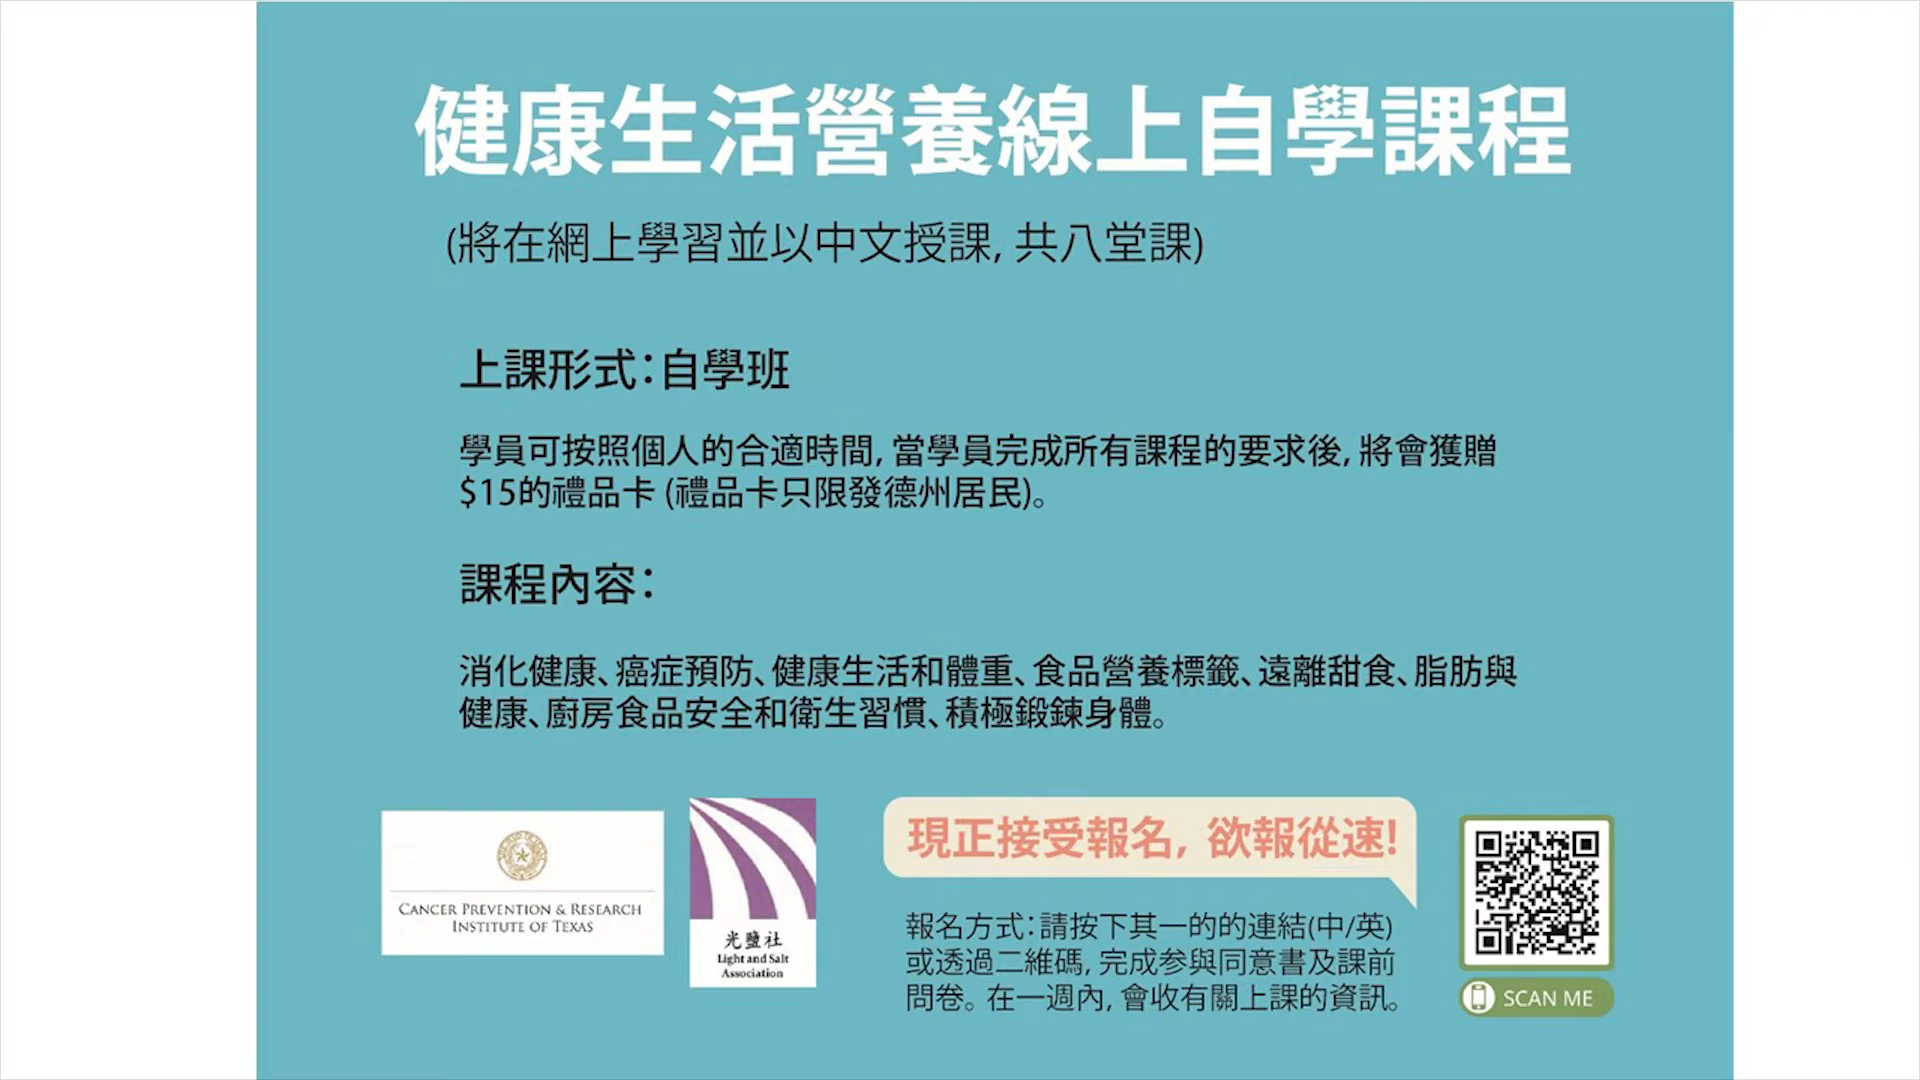 健康生活營養線上自學課程
(將在網上學習並以中文授課, 共八堂課)
上課形式：自學班
學員可按照個人的合適時間, 當學員完成所有課程的要求後, 將會獲贈
$15的禮品卡 (禮品卡只限發德州居民)。
課程內容：
消化健康、癌症預防、健康生活和體重、食品營養標籤、遠離甜食、脂肪與
健康、廚房食品安全和衛生習慣、積極鍛鍊身體。
CANCER PREVENTION & RESEARCH
INSTITUTE OF TEXAS
光鹽社
Light and Salt
Association
現正接受報名, 欲報從速!
報名方式：請按下其一的的連結(中/英)
或透過二維碼, 完成參與同意書及課前
問卷。在一週內, 會收有關上課的資訊。
SCAN ME